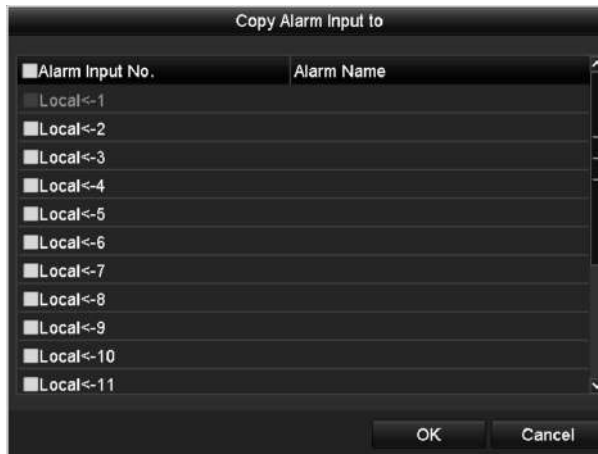 Copy Alarm Input to
Alarm Input No. Alarm Name
Local<-1
Local<-2
Local<-3
Local<-4
Local<-5
Local<-6
Local<-7
Local<-8
Local<-9
Local<-10
Local<-11
OK Cancel